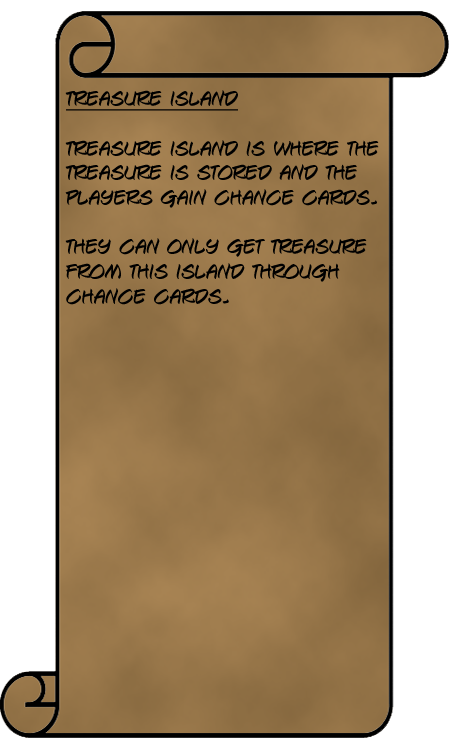 TREASURE ISLAND
TREASURE ISLAND IS WHERE THE
TREASURE IS STORED AND THE
PLAYERS GAIN CHANCE CARDS.
THEY CAN ONLY GET TREASURE
FROM THIS ISLAND THROUGH
CHANCE CARDS.